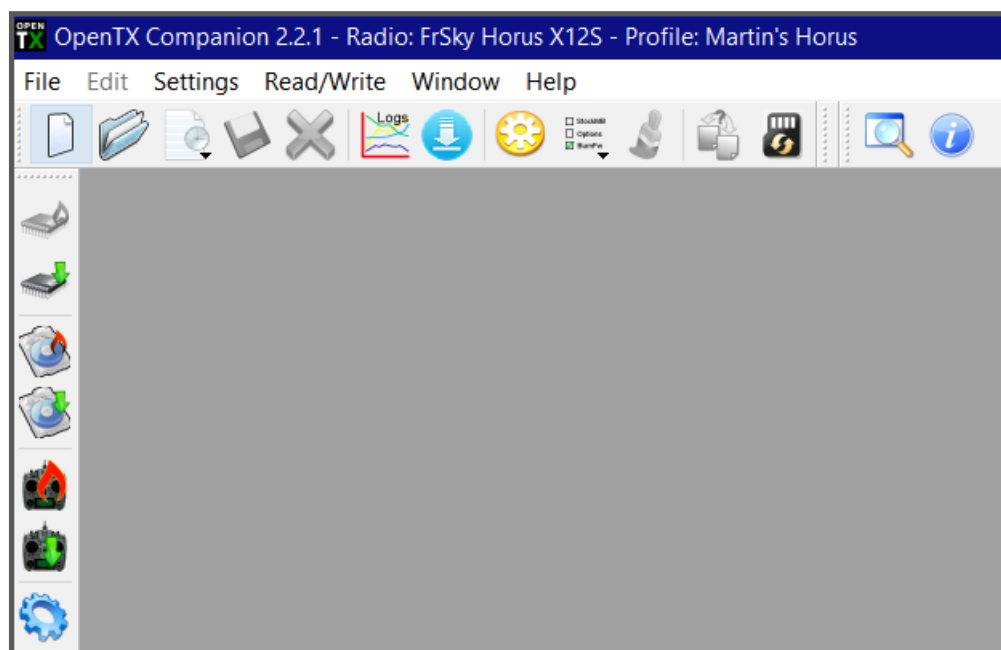 OPEN TX OpenTX Companion 2.2.1 - Radio: FrSky Horus X12S - Profile: Martin's Horus
File Edit Settings Read/Write Window Help
Logs
Options